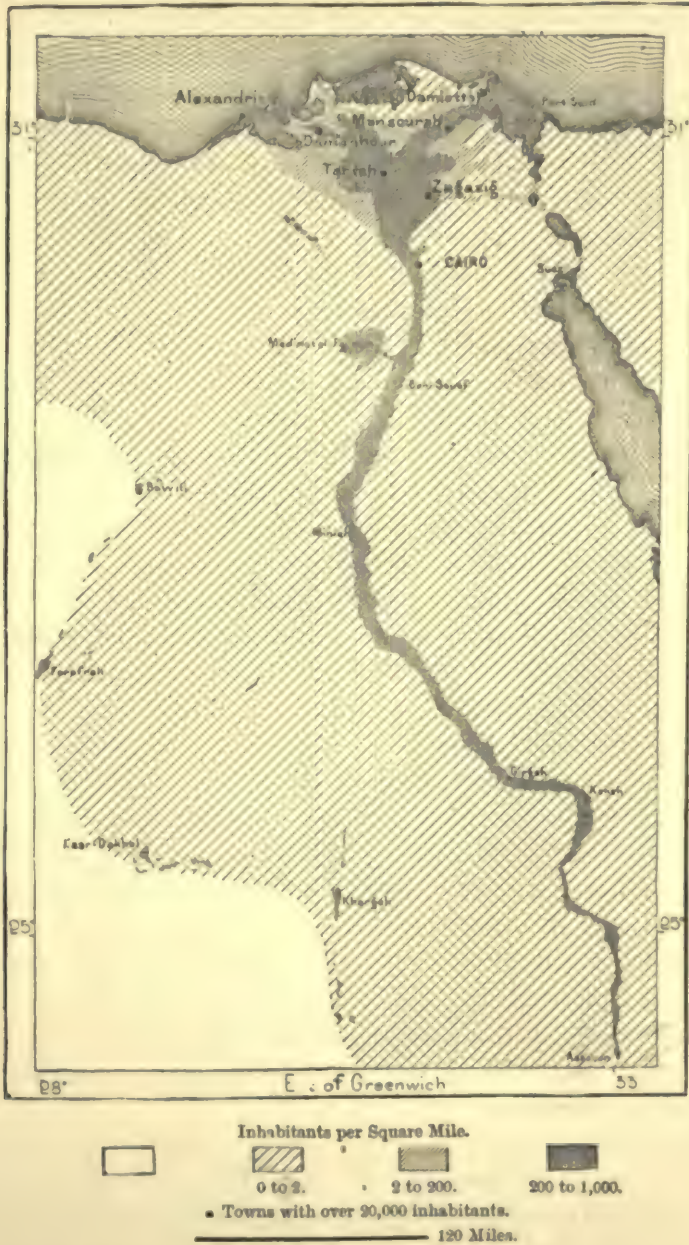 Alexandria
Damietta
Port Said
Mansourah
31°
31°
Damanhour
Tantah
Zagazig
CAIRO
Suez
Medinet el-Fayum
Beni-Souef
Bawiti
Minieh
Farafrah
Girgeh
Keneh
Kasr-Dakhel
Khargeh
25°
25°
Assouan
28°
E. of Greenwich
33
Inhabitants per Square Mile.
0 to 2.
2 to 200.
200 to 1,000.
Towns with over 20,000 inhabitants.
120 Miles.